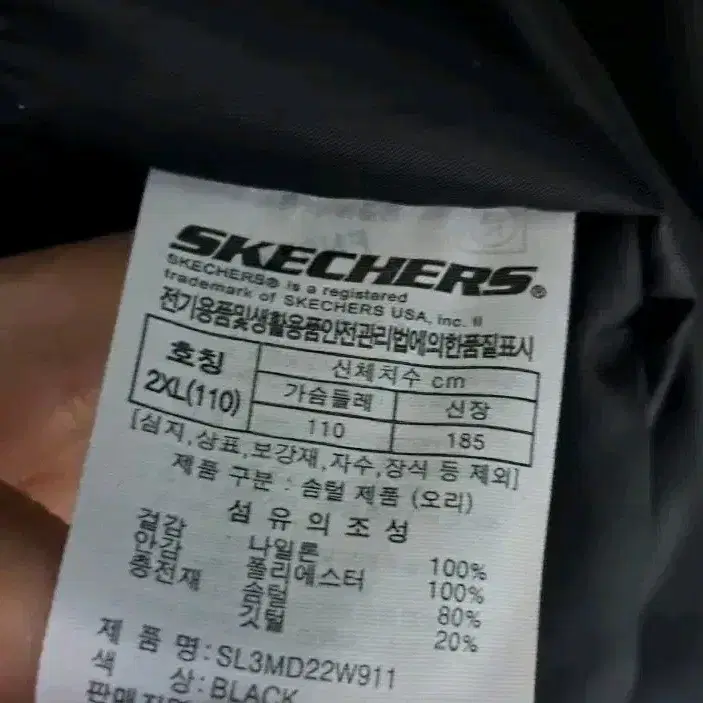 SKECHERS®
SKECHERS® is a registered
trademark of SKECHERS USA, Inc. II
전기용품및생활용품안전관리법에의한품질표시
호칭 신체치수 cm
2XL(110) 가슴둘레 신장
110 185
[심지,상표,보강재,자수,장식 등 제외]
제품 구분 : 솜털 제품 (오리)
섬유의조성
겉감 나일론 100%
안감 폴리에스터 100%
충전재 솜털 80%
깃털 20%
제 품 명 : SL3MD22W911
색 상 : BLACK